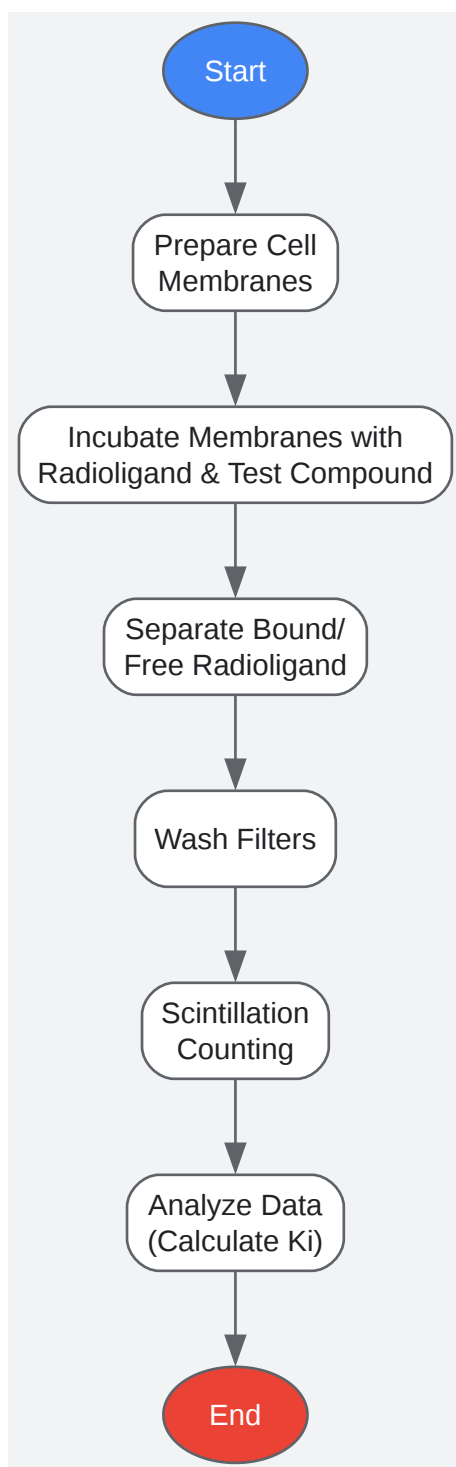 Start
Prepare Cell
Membranes
Incubate Membranes with
Radioligand & Test Compound
Separate Bound/
Free Radioligand
Wash Filters
Scintillation
Counting
Analyze Data
(Calculate Ki)
End